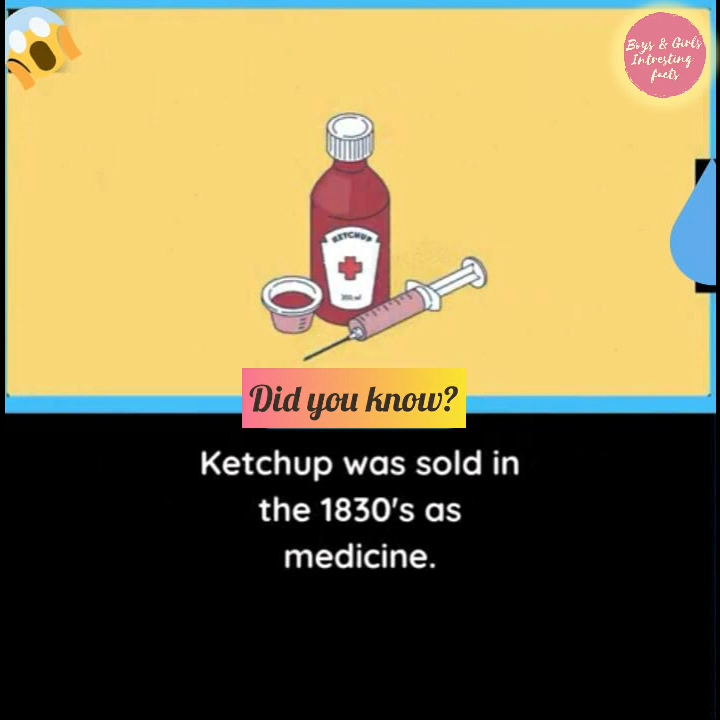 Boys & Girls
Intresting
facts
KETCHUP
Did you know?
Ketchup was sold in
the 1830's as
medicine.